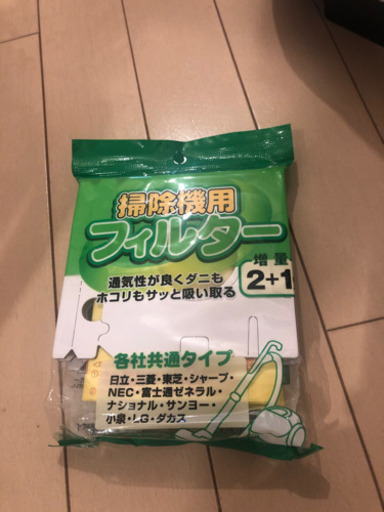 掃除機用
フィルター
通気性が良くダニも
ホコリもサッと吸い取る
増量
2+1
各社共通タイプ
日立・三菱・東芝・シャープ・
NEC・富士通ゼネラル・
ナショナル・サンヨー・
小泉・LG・ダカス